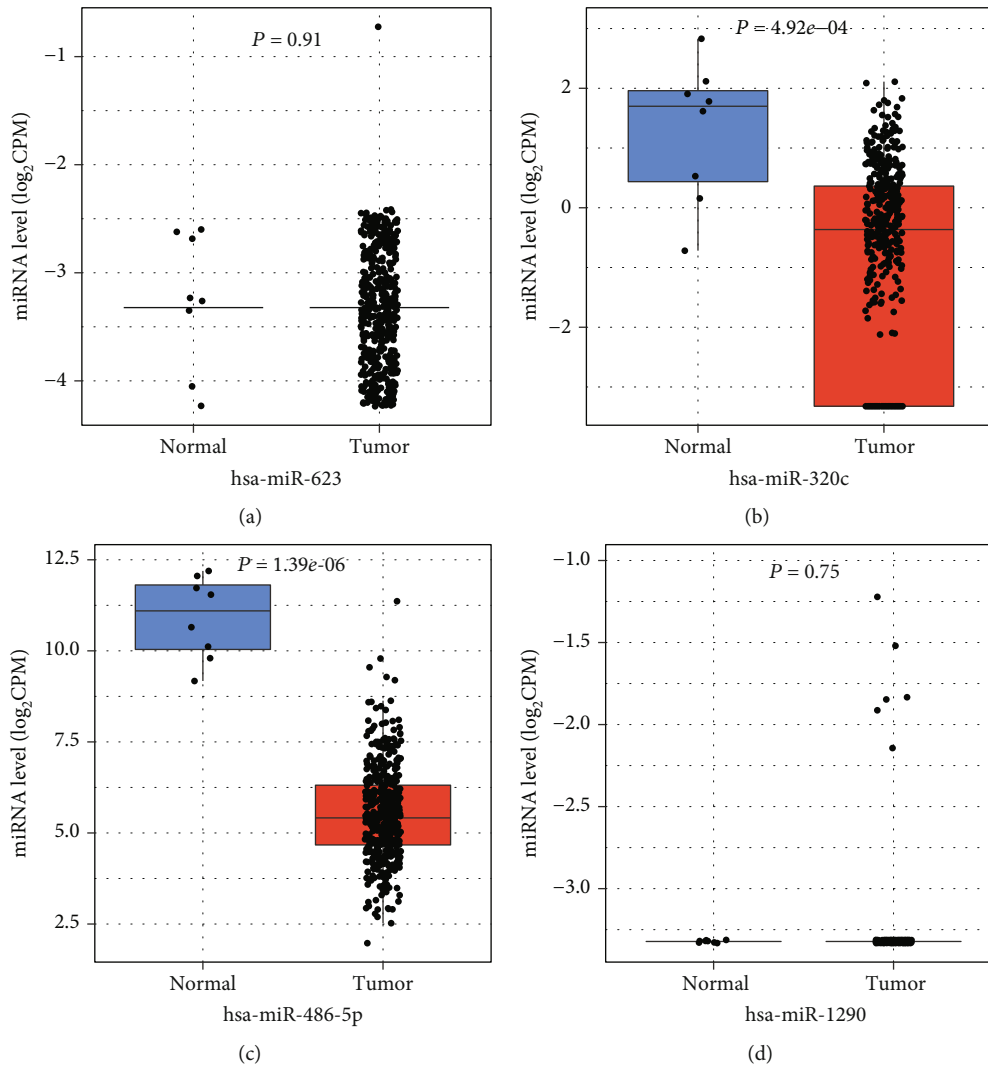 P = 0.91
miRNA level (log₂CPM)
−1
−2
−3
−4
Normal Tumor
hsa-miR-623
(a)
P = 4.92e−04
miRNA level (log₂CPM)
2
0
−2
Normal Tumor
hsa-miR-320c
(b)
P = 1.39e-06
miRNA level (log₂CPM)
12.5
10.0
7.5
5.0
2.5
Normal Tumor
hsa-miR-486-5p
(c)
P = 0.75
miRNA level (log₂CPM)
−1.0
−1.5
−2.0
−2.5
−3.0
Normal Tumor
hsa-miR-1290
(d)